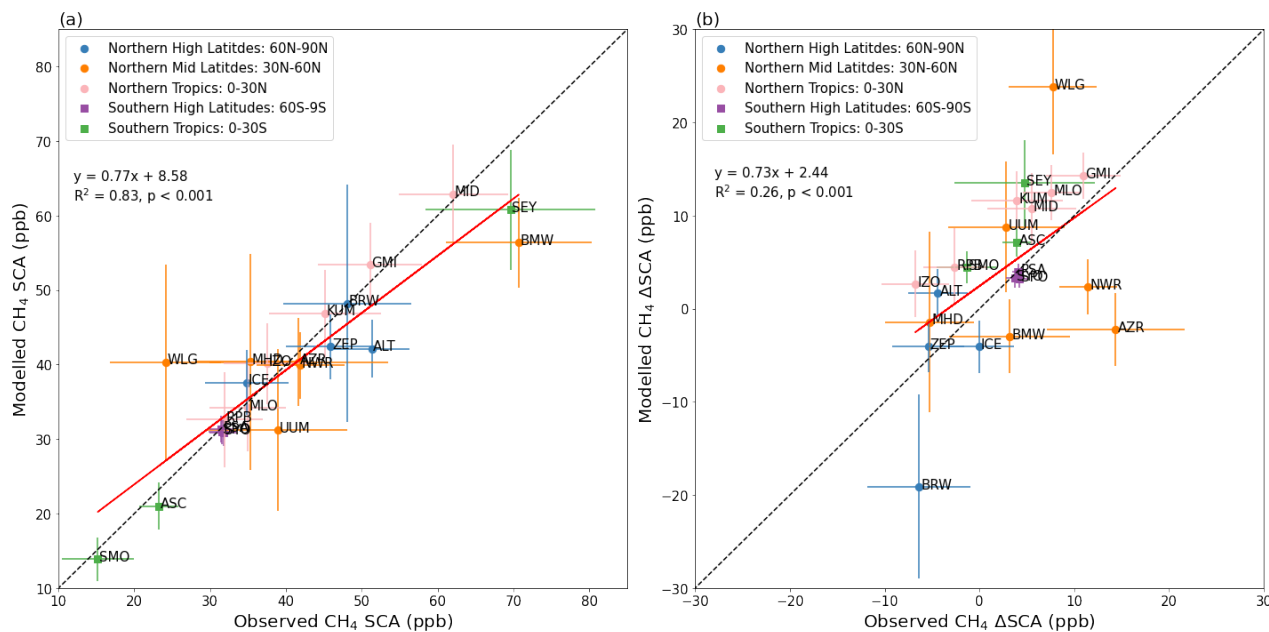 (a)
Northern High Latitdes: 60N-90N
Northern Mid Latitdes: 30N-60N
Northern Tropics: 0-30N
Southern High Latitudes: 60S-9S
Southern Tropics: 0-30S
y = 0.77x + 8.58
R² = 0.83, p < 0.001
MID
SEY
BMW
GMI
BRW
KUM
ZEP
ALT
WLG
MHD
IZO
AZR
NWR
ICE
MLO
RPB
UUM
ASC
SMO
80
70
60
50
40
30
20
10
10 20 30 40 50 60 70 80
Modelled CH₄ SCA (ppb)
Observed CH₄ SCA (ppb)
(b)
Northern High Latitdes: 60N-90N
Northern Mid Latitdes: 30N-60N
Northern Tropics: 0-30N
Southern High Latitudes: 60S-90S
Southern Tropics: 0-30S
y = 0.73x + 2.44
R² = 0.26, p < 0.001
WLG
GMI
SEY
MLO
KUM
MID
UUM
ASC
RPB
SMO
PSA
SPO
IZO
NWR
ALT
MHD
AZR
BMW
ZEP
ICE
BRW
30
20
10
0
−10
−20
−30
−30 −20 −10 0 10 20 30
Modelled CH₄ ΔSCA (ppb)
Observed CH₄ ΔSCA (ppb)